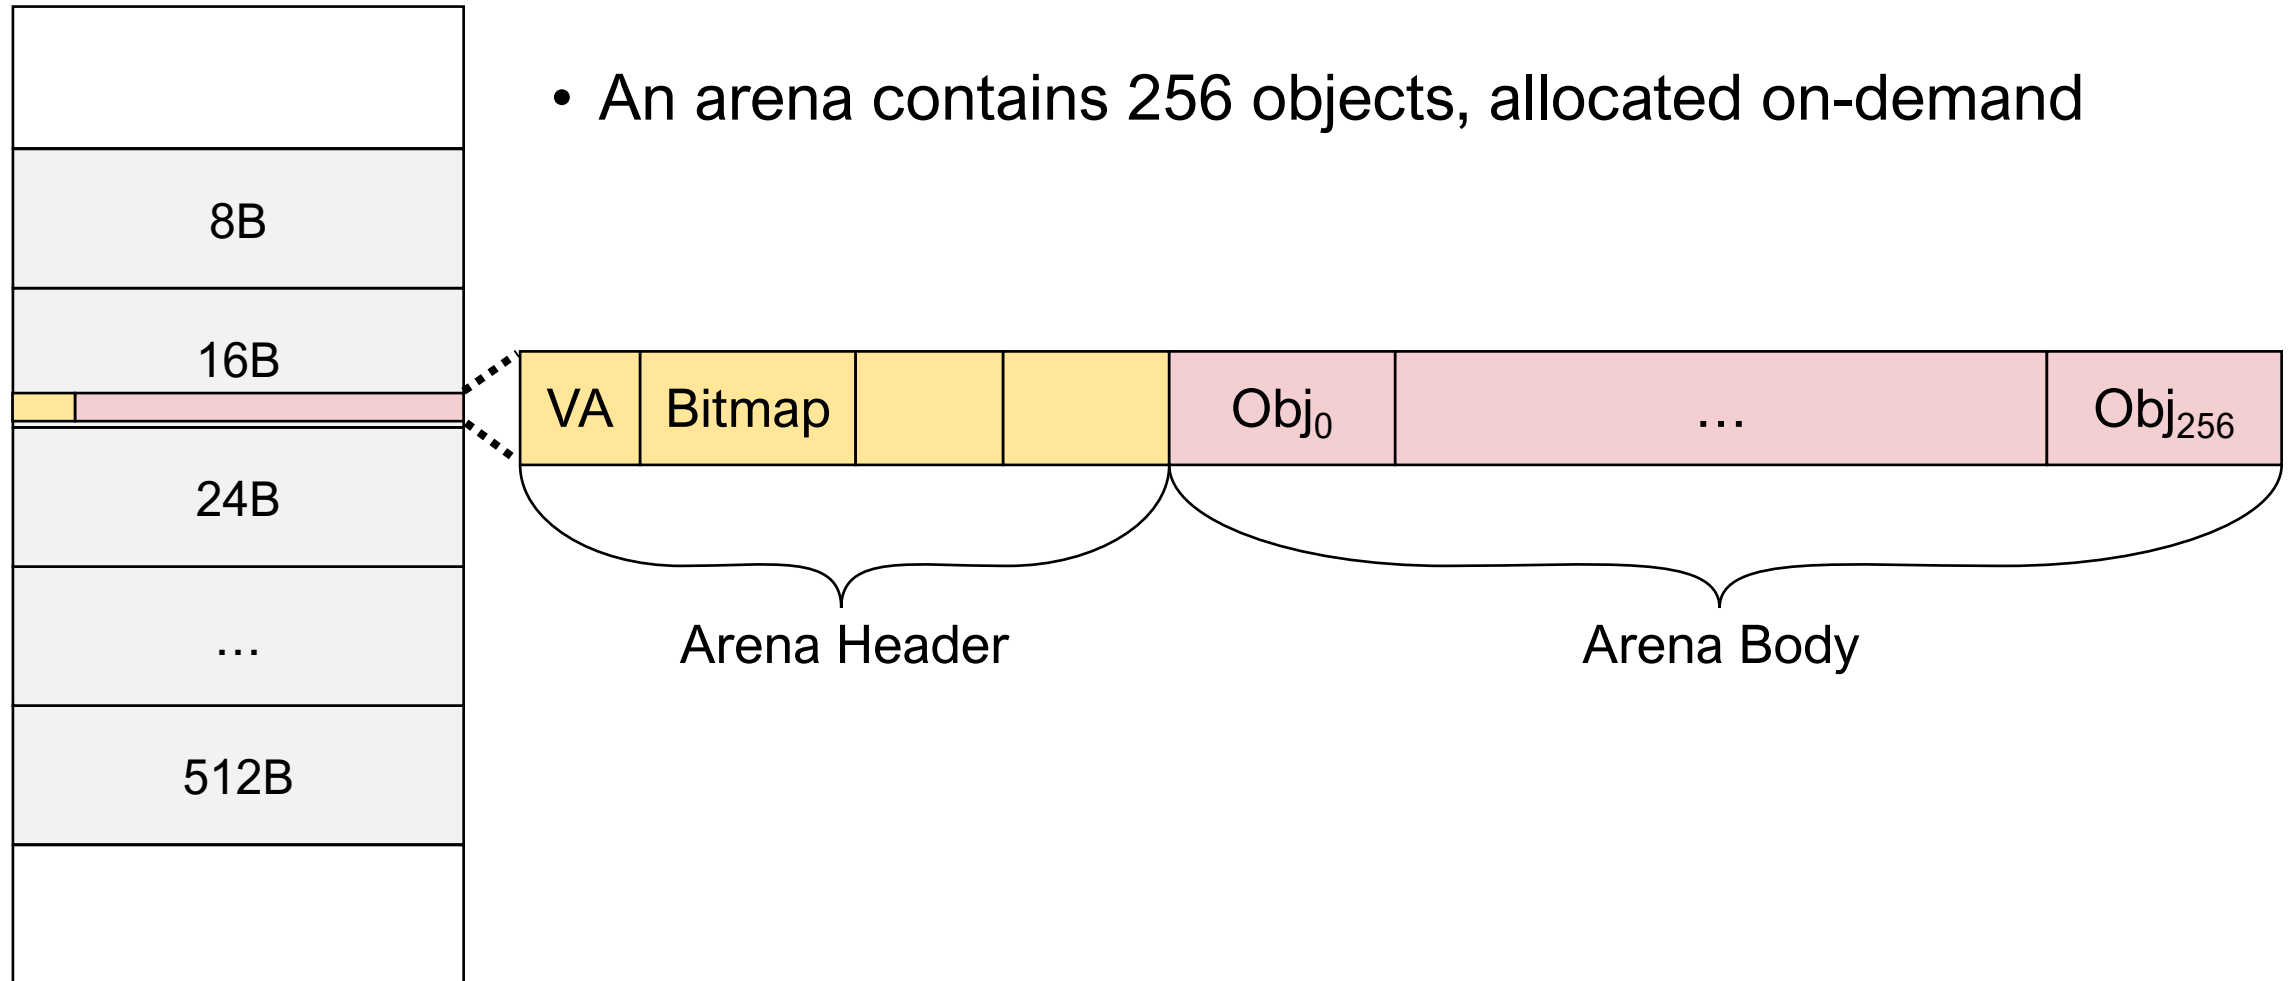 • An arena contains 256 objects, allocated on-demand
8B
16B
24B
...
512B
VA
Bitmap
Obj₀
...
Obj₂₅₆
Arena Header
Arena Body